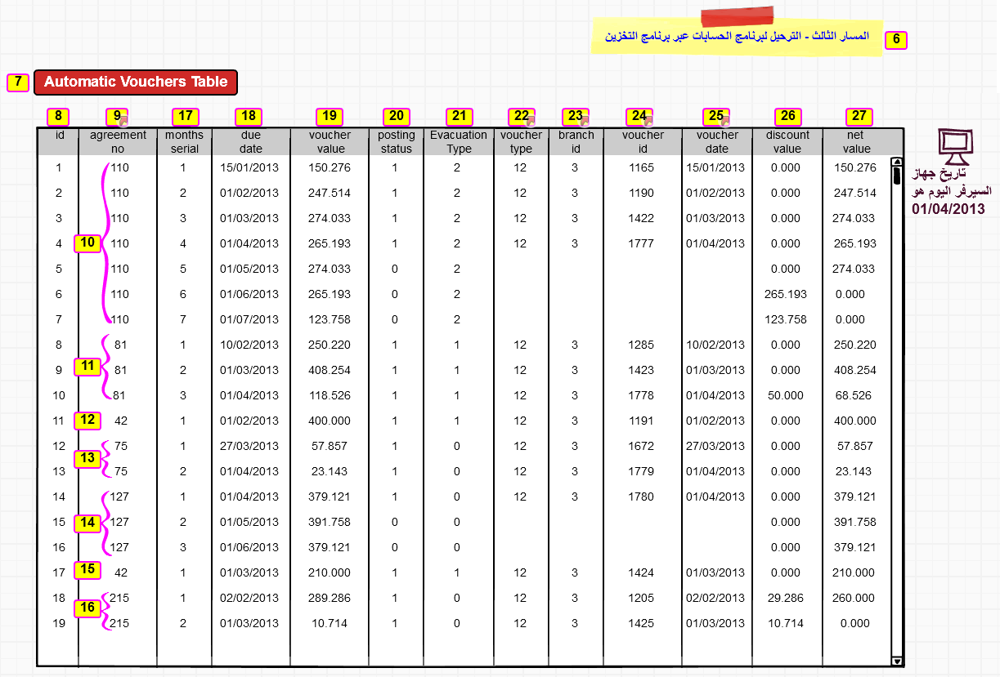 المسار الثالث - الترحيل لبرنامج الحسابات عبر برنامج التخزين
6
7
Automatic Vouchers Table
8 9 17 18 19 20 21 22 23 24 25 26 27
id agreement no months serial due date voucher value posting status Evacuation Type voucher type branch id voucher id voucher date discount value net value
1 110 1 15/01/2013 150.276 1 2 12 3 1165 15/01/2013 0.000 150.276
2 110 2 01/02/2013 247.514 1 2 12 3 1190 01/02/2013 0.000 247.514
3 110 3 01/03/2013 274.033 1 2 12 3 1422 01/03/2013 0.000 274.033
4 10 110 4 01/04/2013 265.193 1 2 12 3 1777 01/04/2013 0.000 265.193
5 110 5 01/05/2013 274.033 0 2 0.000 274.033
6 110 6 01/06/2013 265.193 0 2 265.193 0.000
7 110 7 01/07/2013 123.758 0 2 123.758 0.000
8 81 1 10/02/2013 250.220 1 1 12 3 1285 10/02/2013 0.000 250.220
9 11 81 2 01/03/2013 408.254 1 1 12 3 1423 01/03/2013 0.000 408.254
10 81 3 01/04/2013 118.526 1 1 12 3 1778 01/04/2013 50.000 68.526
11 12 42 1 01/02/2013 400.000 1 1 12 3 1191 01/02/2013 0.000 400.000
12 75 1 27/03/2013 57.857 1 0 12 3 1672 27/03/2013 0.000 57.857
13
13 75 2 01/04/2013 23.143 1 0 12 3 1779 01/04/2013 0.000 23.143
14 127 1 01/04/2013 379.121 1 0 12 3 1780 01/04/2013 0.000 379.121
15 14 127 2 01/05/2013 391.758 0 0 0.000 391.758
16 127 3 01/06/2013 379.121 0 0 0.000 379.121
17 15 42 1 01/03/2013 210.000 1 1 12 3 1424 01/03/2013 0.000 210.000
18 215 1 02/02/2013 289.286 1 0 12 3 1205 02/02/2013 29.286 260.000
16
19 215 2 01/03/2013 10.714 1 0 12 3 1425 01/03/2013 10.714 0.000
تاريخ جهاز
السيرفر اليوم هو
01/04/2013